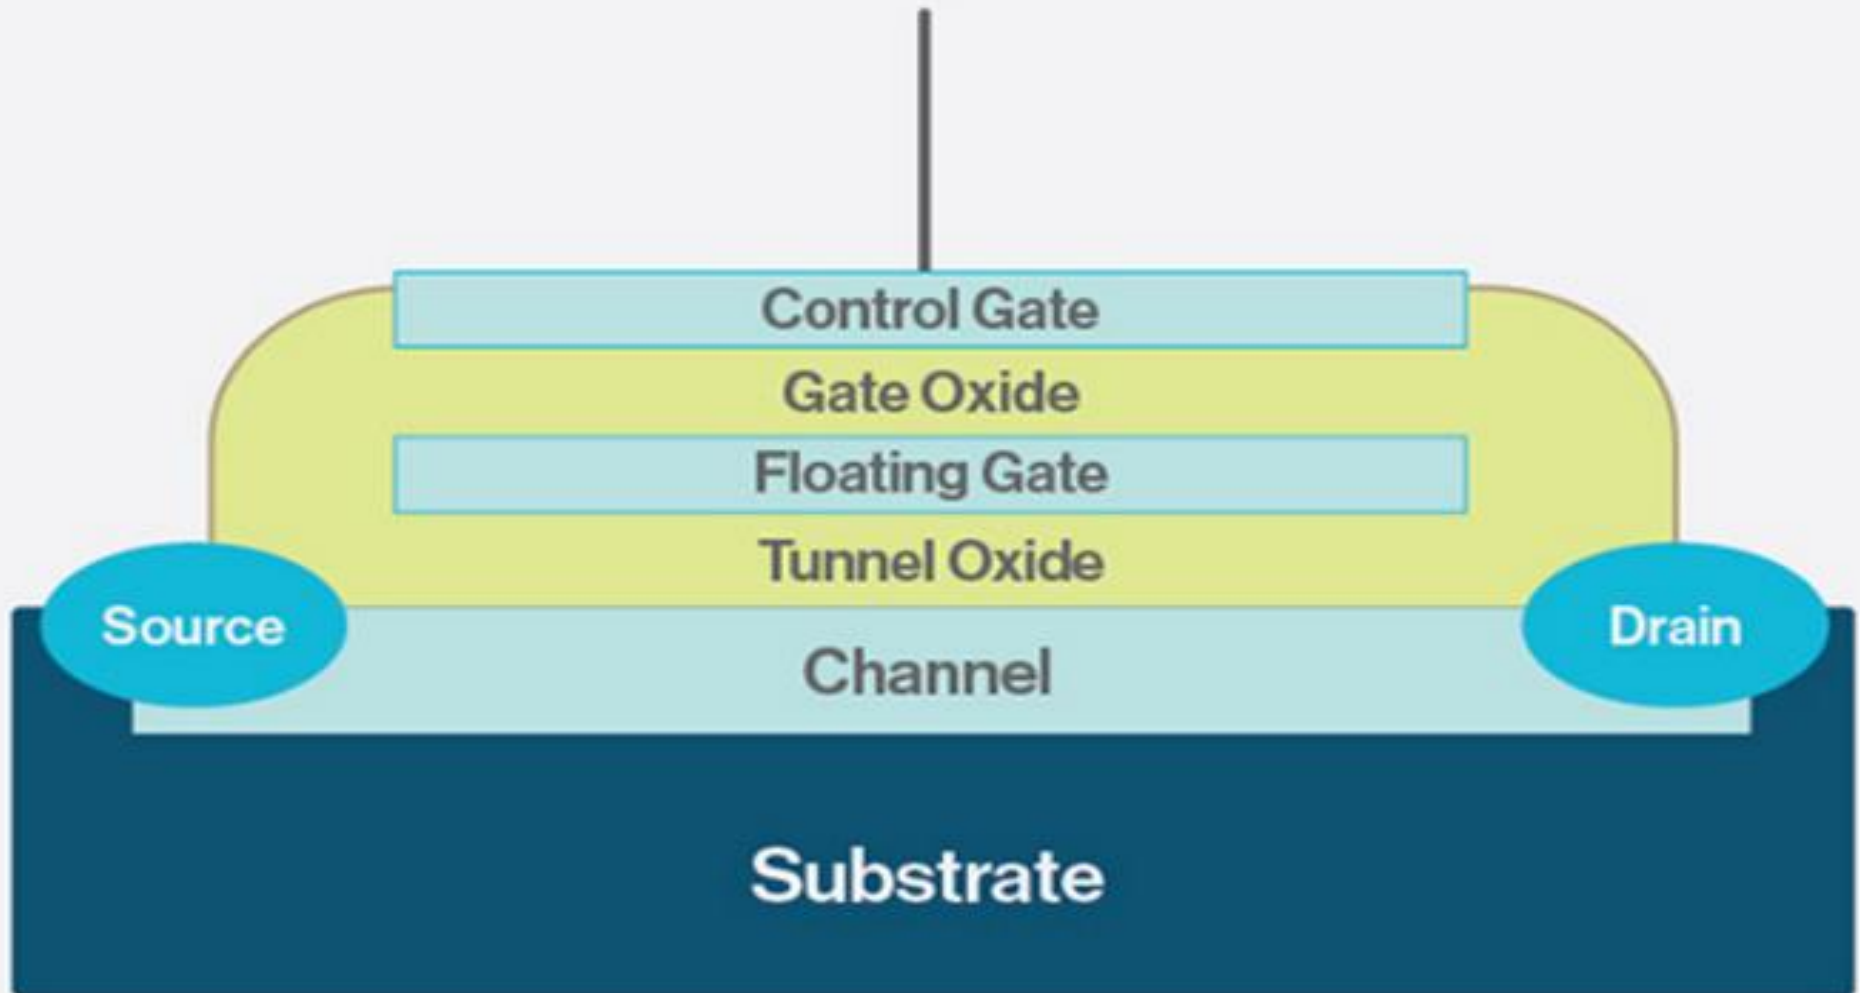 Control Gate
Gate Oxide
Floating Gate
Tunnel Oxide
Source
Drain
Channel
Substrate